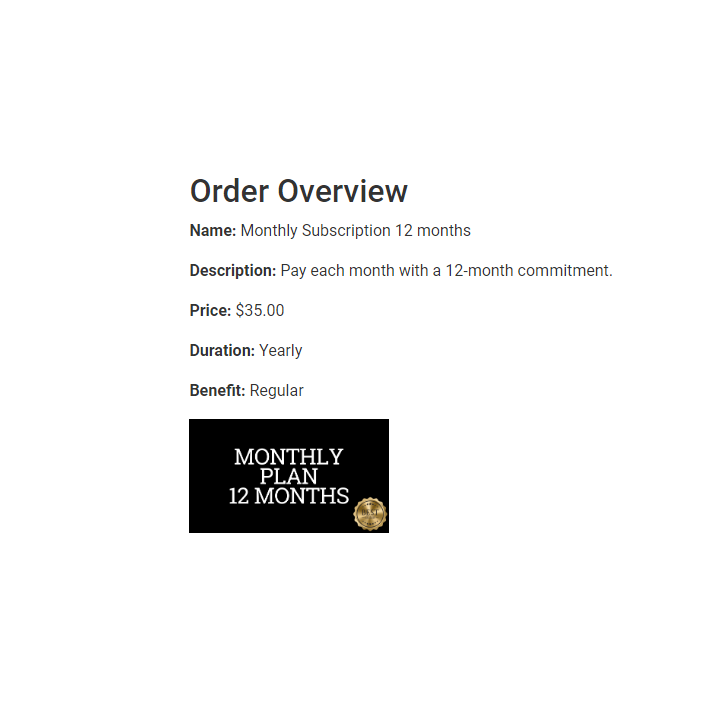 Order Overview
Name: Monthly Subscription 12 months
Description: Pay each month with a 12-month commitment.
Price: $35.00
Duration: Yearly
Benefit: Regular
MONTHLY
PLAN
12 MONTHS